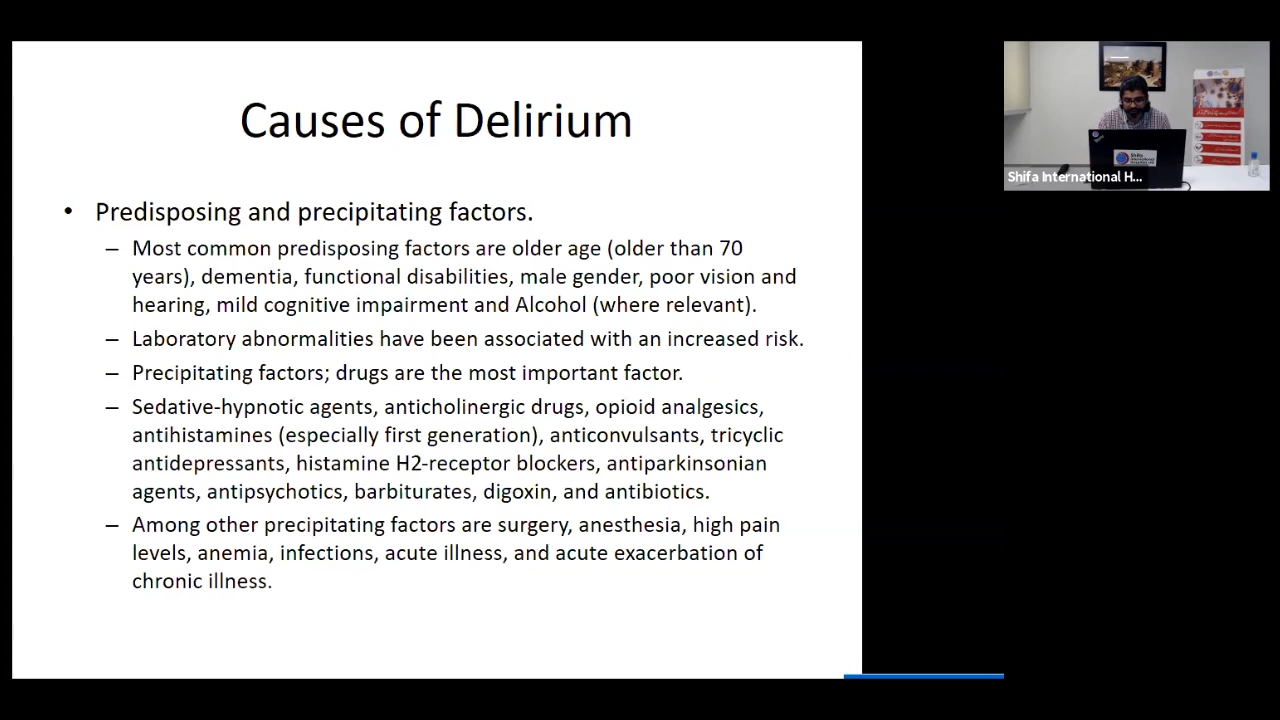 Causes of Delirium
• Predisposing and precipitating factors.
– Most common predisposing factors are older age (older than 70
years), dementia, functional disabilities, male gender, poor vision and
hearing, mild cognitive impairment and Alcohol (where relevant).
– Laboratory abnormalities have been associated with an increased risk.
– Precipitating factors; drugs are the most important factor.
– Sedative-hypnotic agents, anticholinergic drugs, opioid analgesics,
antihistamines (especially first generation), anticonvulsants, tricyclic
antidepressants, histamine H2-receptor blockers, antiparkinsonian
agents, antipsychotics, barbiturates, digoxin, and antibiotics.
– Among other precipitating factors are surgery, anesthesia, high pain
levels, anemia, infections, acute illness, and acute exacerbation of
chronic illness.
Shifa
International
Shifa International H...